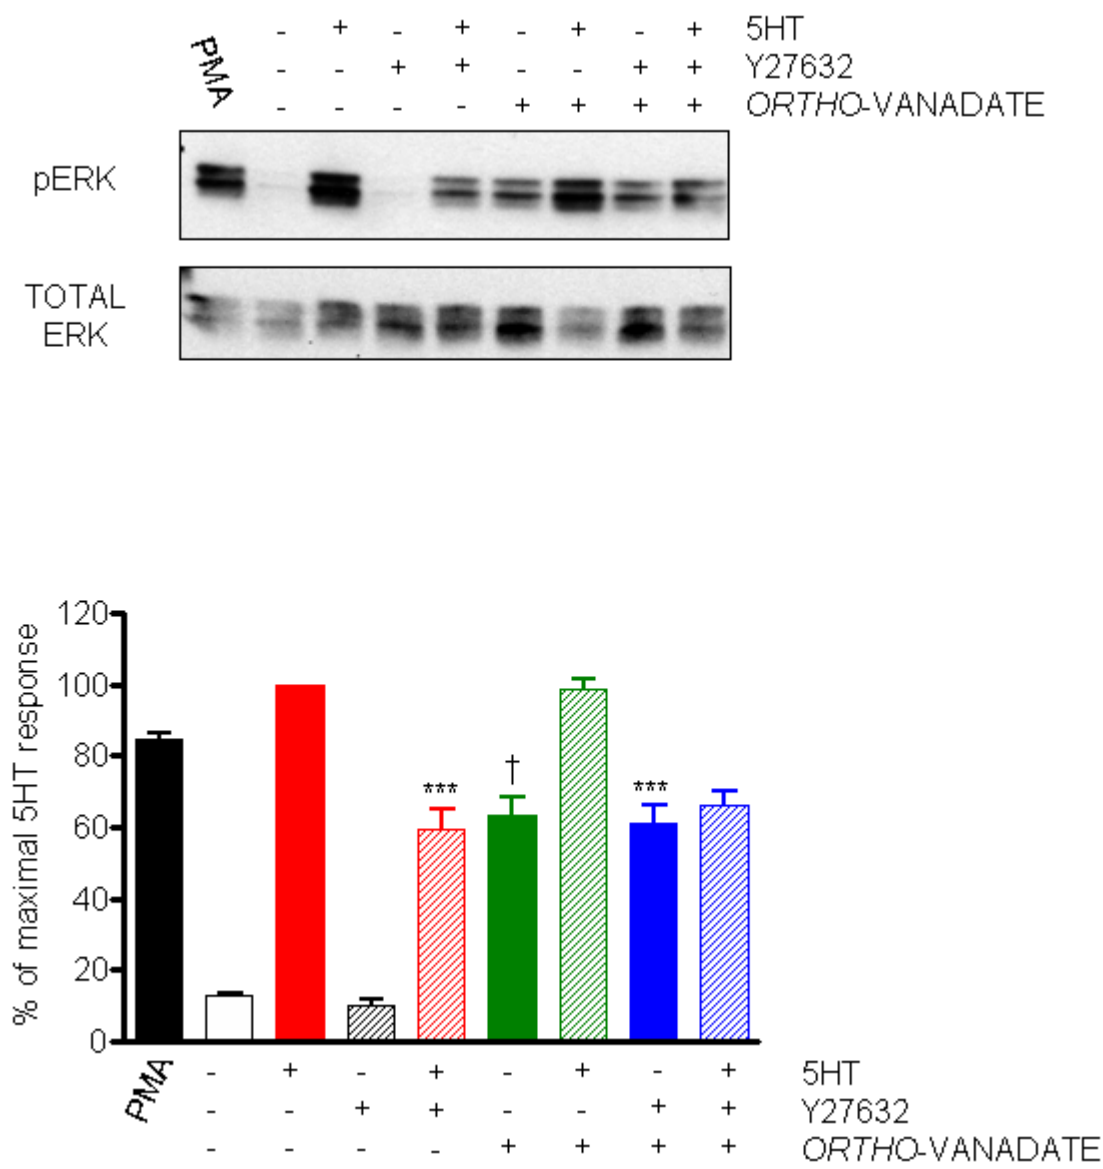 - + - + - + - + 5HT
PMA - - + + - - + + Y27632
- - - - + + + + ORTHO-VANADATE
pERK
TOTAL
ERK
% of maximal 5HT response
120
100
80
60
40
20
0
*** † ***
PMA - + - + - + - + 5HT
- - + + - - + + Y27632
- - - - + + + + ORTHO-VANADATE